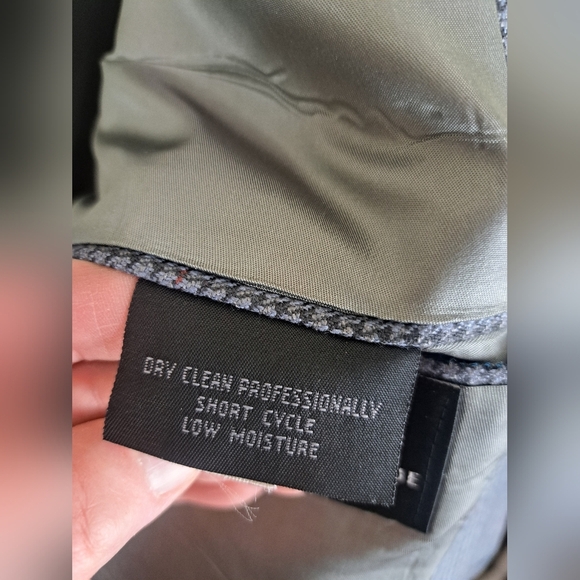 DRY CLEAN PROFESSIONALLY
SHORT CYCLE
LOW MOISTURE